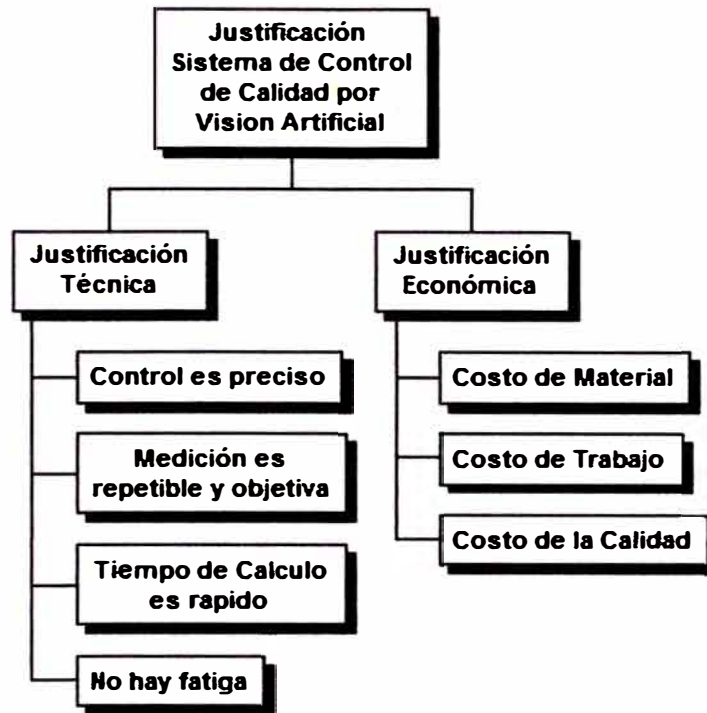 Justificación
Sistema de Control
de Calidad por
Vision Artificial
Justificación
Técnica
Control es preciso
Medición es
repetible y objetiva
Tiempo de Calculo
es rapido
No hay fatiga
Justificación
Económica
Costo de Material
Costo de Trabajo
Costo de la Calidad